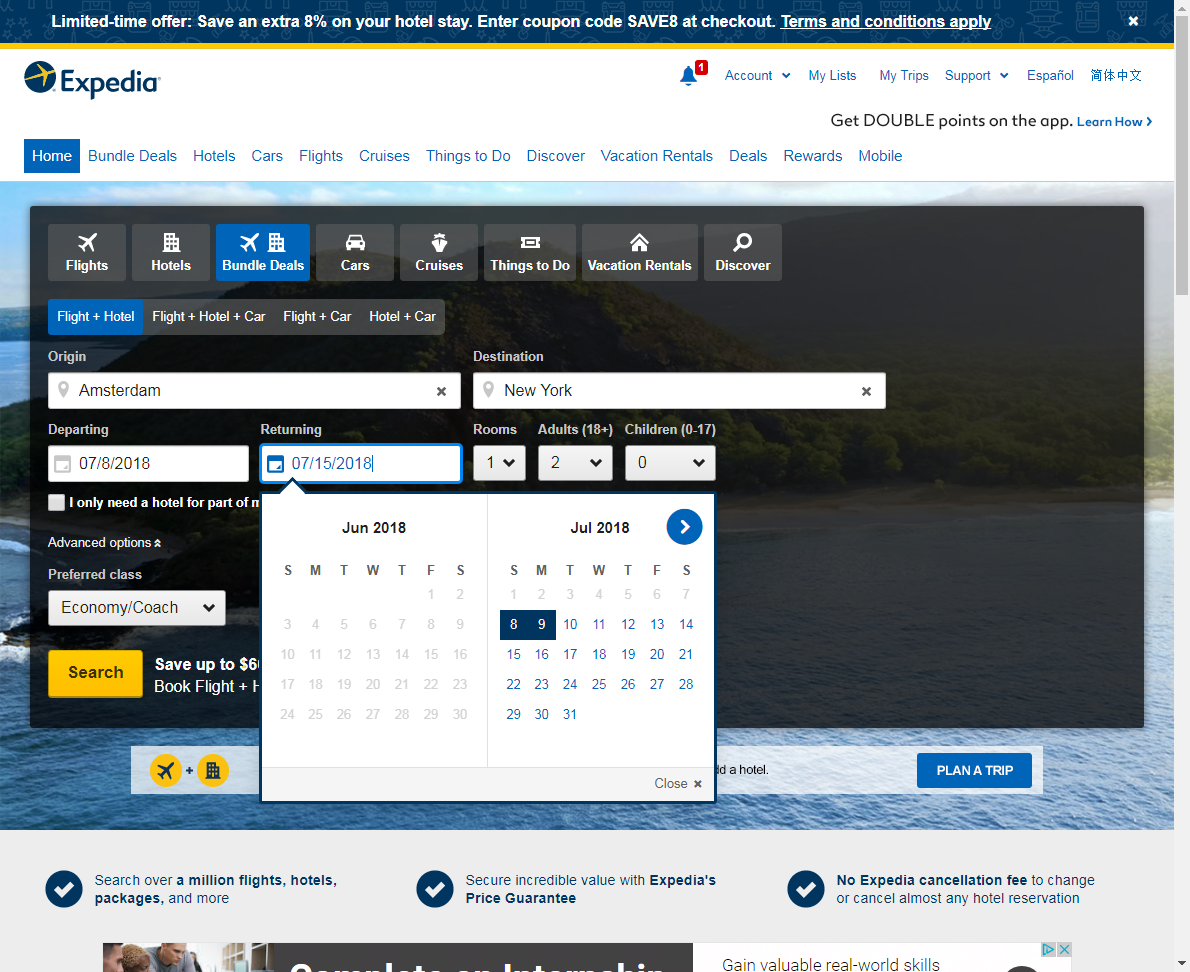 Limited-time offer: Save an extra 8% on your hotel stay. Enter coupon code SAVE8 at checkout. Terms and conditions apply
Expedia
1
Account
My Lists
My Trips
Support
Español
简体中文
Get DOUBLE points on the app. Learn How
Home
Bundle Deals
Hotels
Cars
Flights
Cruises
Things to Do
Discover
Vacation Rentals
Deals
Rewards
Mobile
Flights
Hotels
Bundle Deals
Cars
Cruises
Things to Do
Vacation Rentals
Discover
Flight + Hotel
Flight + Hotel + Car
Flight + Car
Hotel + Car
Origin
Destination
Amsterdam
New York
Departing
Returning
Rooms
Adults (18+)
Children (0-17)
07/8/2018
07/15/2018
1
2
0
I only need a hotel for part of
Advanced options
Preferred class
Economy/Coach
Search
Save up to
Book Flight +
Jun 2018
S M T W T F S
1 2
3 4 5 6 7 8 9
10 11 12 13 14 15 16
17 18 19 20 21 22 23
24 25 26 27 28 29 30
Jul 2018
S M T W T F S
1 2 3 4 5 6 7
8 9 10 11 12 13 14
15 16 17 18 19 20 21
22 23 24 25 26 27 28
29 30 31
Close
+
a hotel.
PLAN A TRIP
Search over a million flights, hotels,
packages, and more
Secure incredible value with Expedia's
Price Guarantee
No Expedia cancellation fee to change
or cancel almost any hotel reservation
Complete an Internship
Gain valuable real-world skills